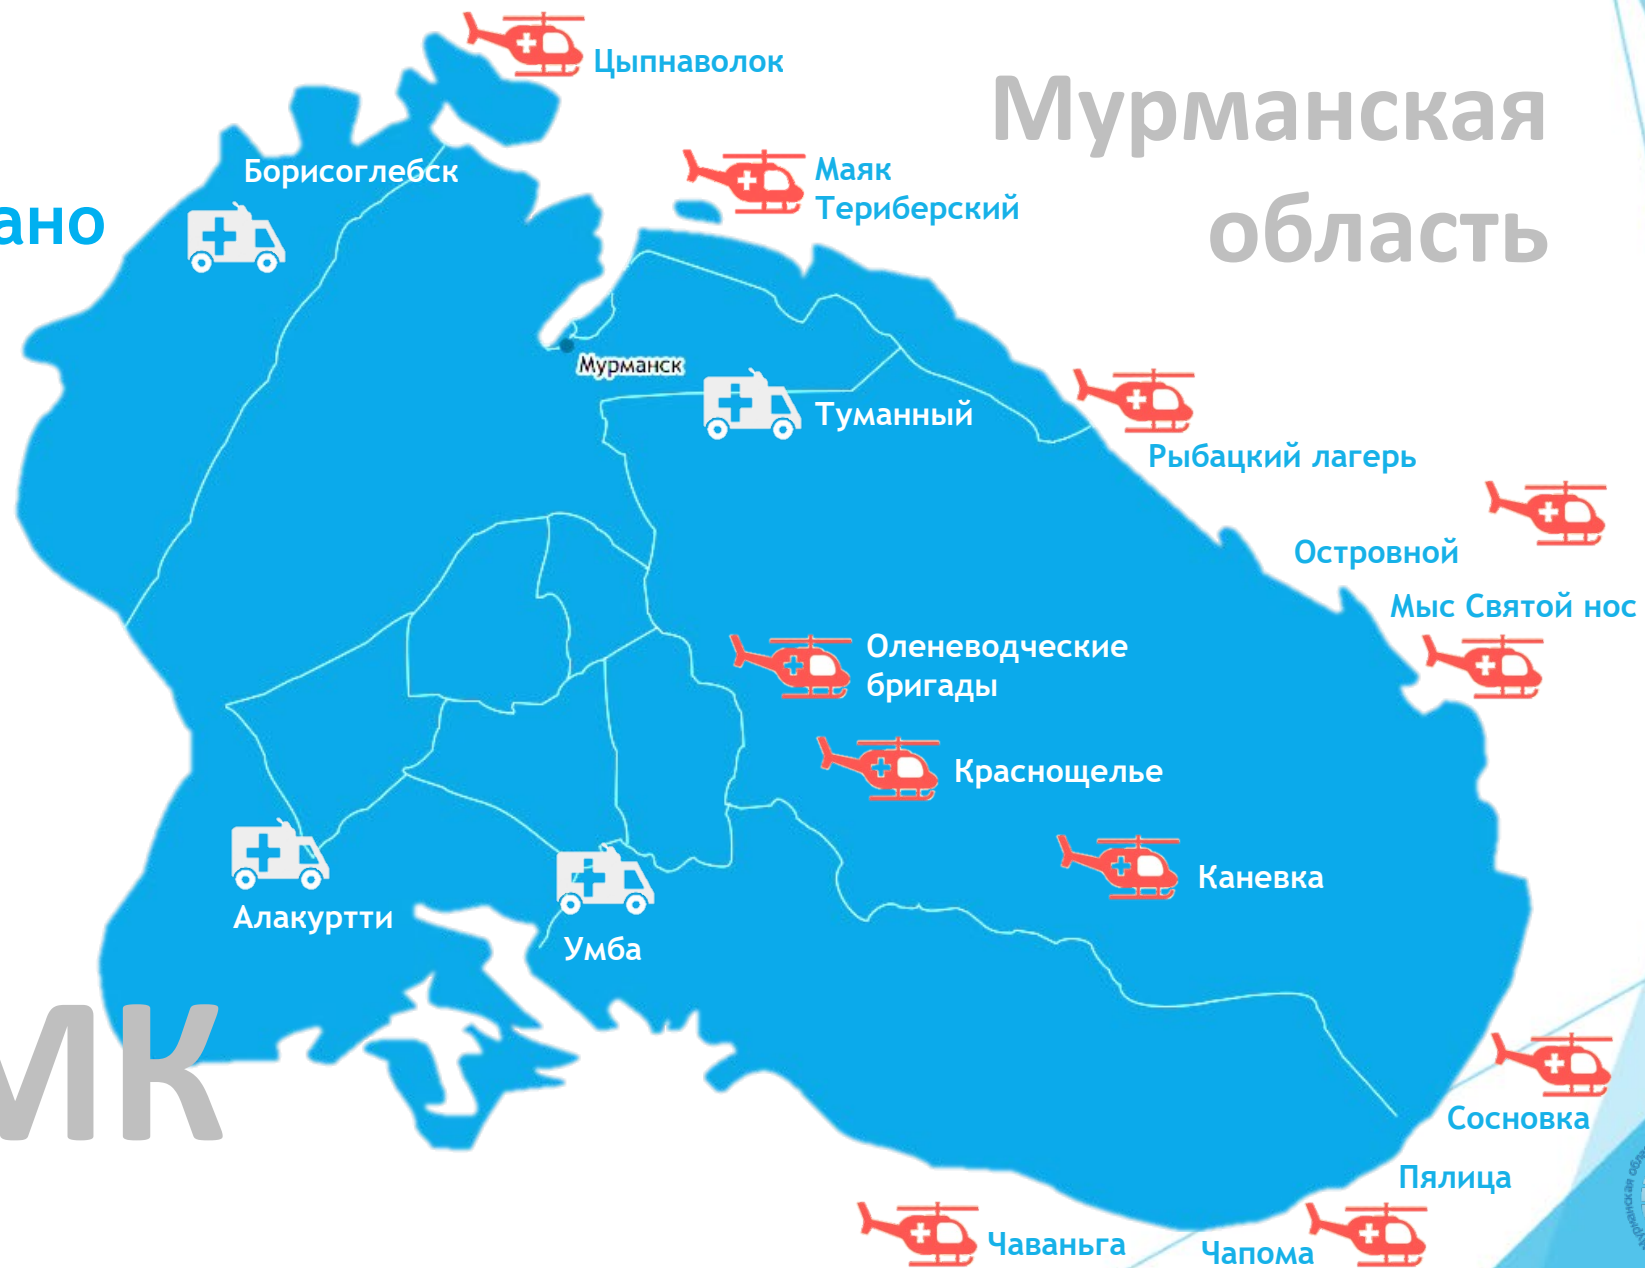 Цыпнаволок
Мурманская
область
Борисоглебск
Маяк
Териберский
ано
Мурманск
Туманный
Рыбацкий лагерь
Островной
Мыс Святой нос
Оленеводческие
бригады
Краснощелье
Каневка
Алакуртти
Умба
МК
Сосновка
Пялица
Чаваньга
Чапома